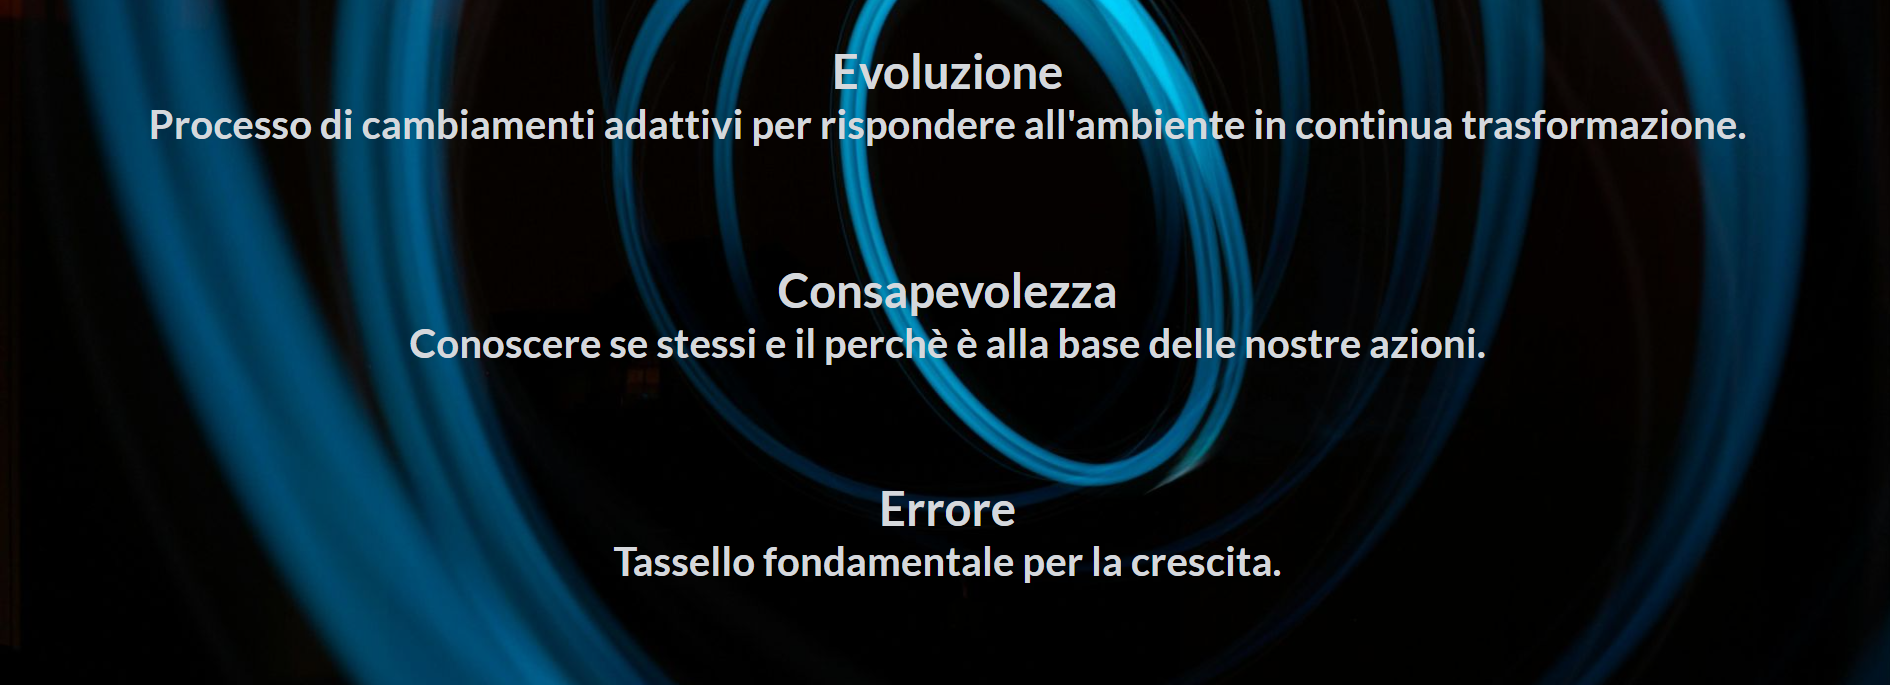 Evoluzione
Processo di cambiamenti adattivi per rispondere all'ambiente in continua trasformazione.
Consapevolezza
Conoscere se stessi e il perchè è alla base delle nostre azioni.
Errore
Tassello fondamentale per la crescita.